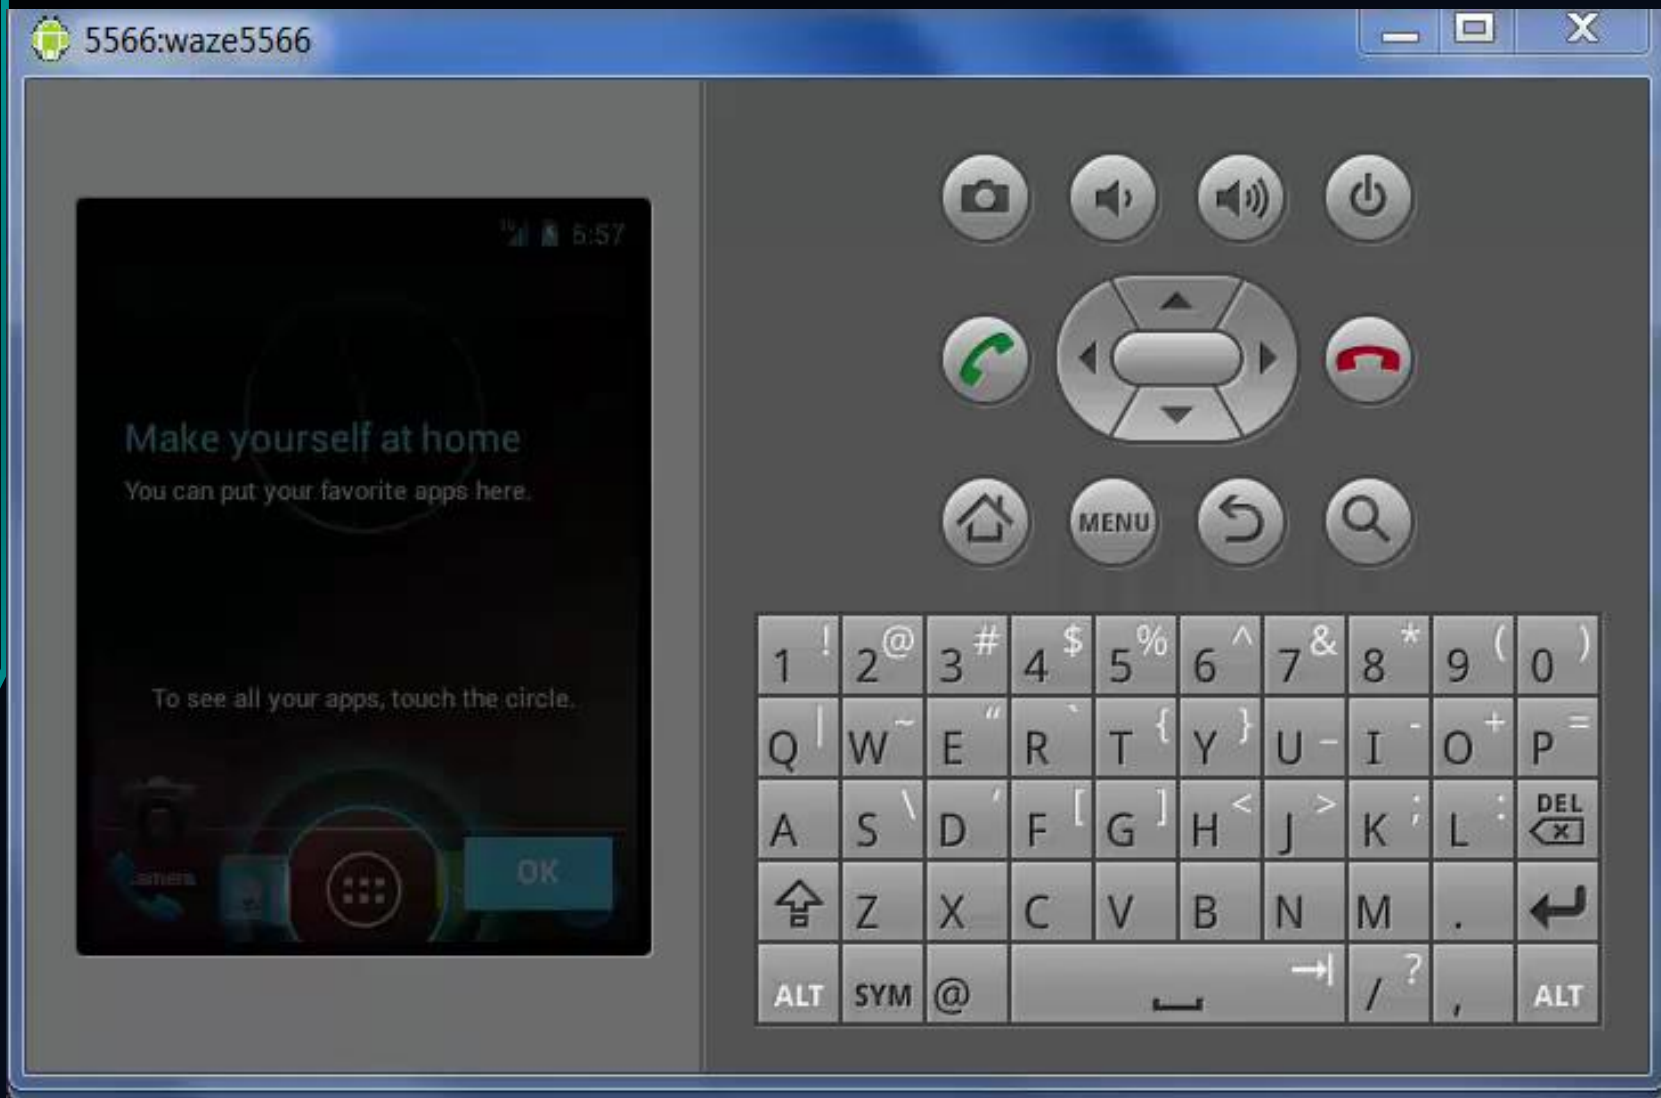 5566:waze5566
5:57
Make yourself at home
You can put your favorite apps here.
To see all your apps, touch the circle.
OK
MENU
1 ! 2 @ 3 # 4 $ 5 % 6 ^ 7 & 8 * 9 ( 0 )
Q | W ~ E “ R ` T { Y } U _ I - O + P =
A S \ D ' F [ G ] H < J > K ; L : DEL
Z X C V B N M .
ALT SYM @ / ? , ALT